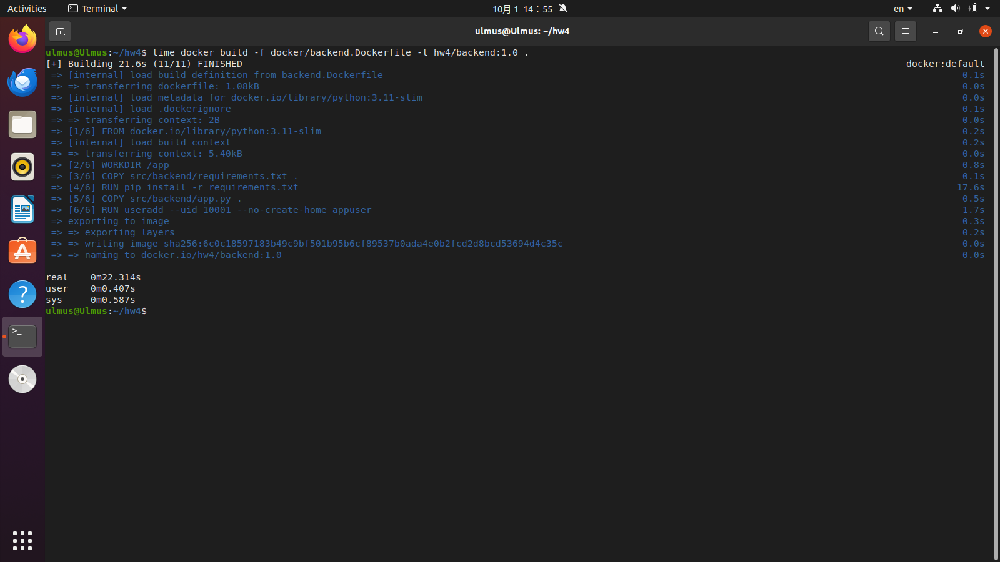 Activities Terminal 10月 1 14：55 en
ulmus@Ulmus: ~/hw4
ulmus@Ulmus:~/hw4$ time docker build -f docker/backend.Dockerfile -t hw4/backend:1.0 .
[+] Building 21.6s (11/11) FINISHED docker:default
=> [internal] load build definition from backend.Dockerfile 0.1s
=> => transferring dockerfile: 1.08kB 0.0s
=> [internal] load metadata for docker.io/library/python:3.11-slim 0.0s
=> [internal] load .dockerignore 0.1s
=> => transferring context: 2B 0.0s
=> [1/6] FROM docker.io/library/python:3.11-slim 0.2s
=> [internal] load build context 0.2s
=> => transferring context: 5.40kB 0.0s
=> [2/6] WORKDIR /app 0.8s
=> [3/6] COPY src/backend/requirements.txt . 0.1s
=> [4/6] RUN pip install -r requirements.txt 17.6s
=> [5/6] COPY src/backend/app.py . 0.5s
=> [6/6] RUN useradd --uid 10001 --no-create-home appuser 1.7s
=> exporting to image 0.3s
=> => exporting layers 0.2s
=> => writing image sha256:6c0c18597183b49c9bf501b95b6cf89537b0ada4e0b2fcd2d8bcd53694d4c35c 0.0s
=> => naming to docker.io/hw4/backend:1.0 0.0s
real 0m22.314s
user 0m0.407s
sys 0m0.587s
ulmus@Ulmus:~/hw4$